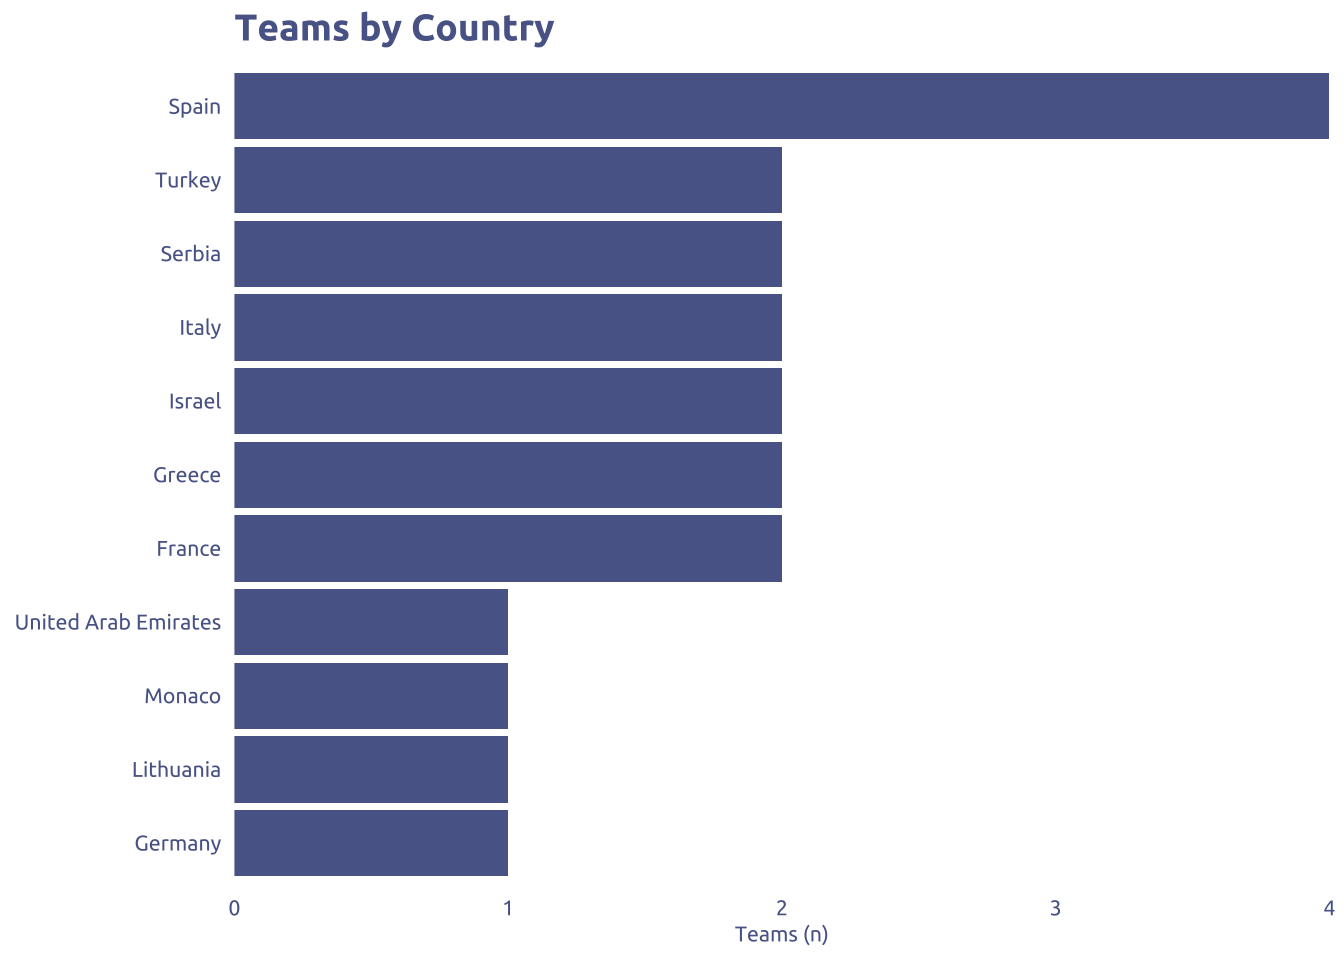 Teams by Country
Spain
Turkey
Serbia
Italy
Israel
Greece
France
United Arab Emirates
Monaco
Lithuania
Germany
0 1 2 3 4
Teams (n)